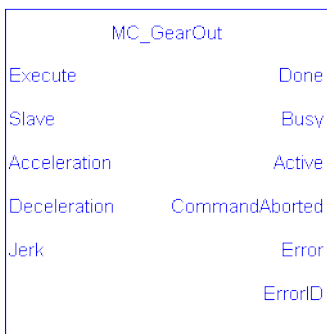 MC_GearOut
Execute Done
Slave Busy
Acceleration Active
Deceleration CommandAborted
Jerk Error
ErrorID